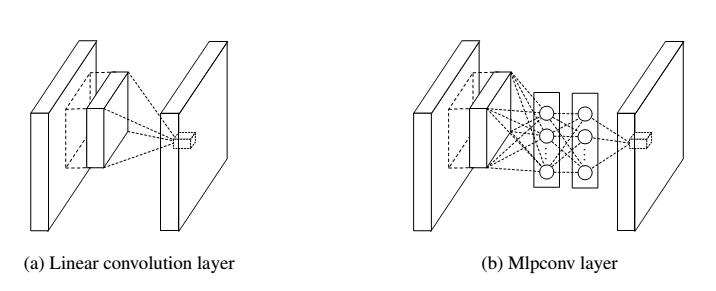 (a) Linear convolution layer
(b) Mlpconv layer